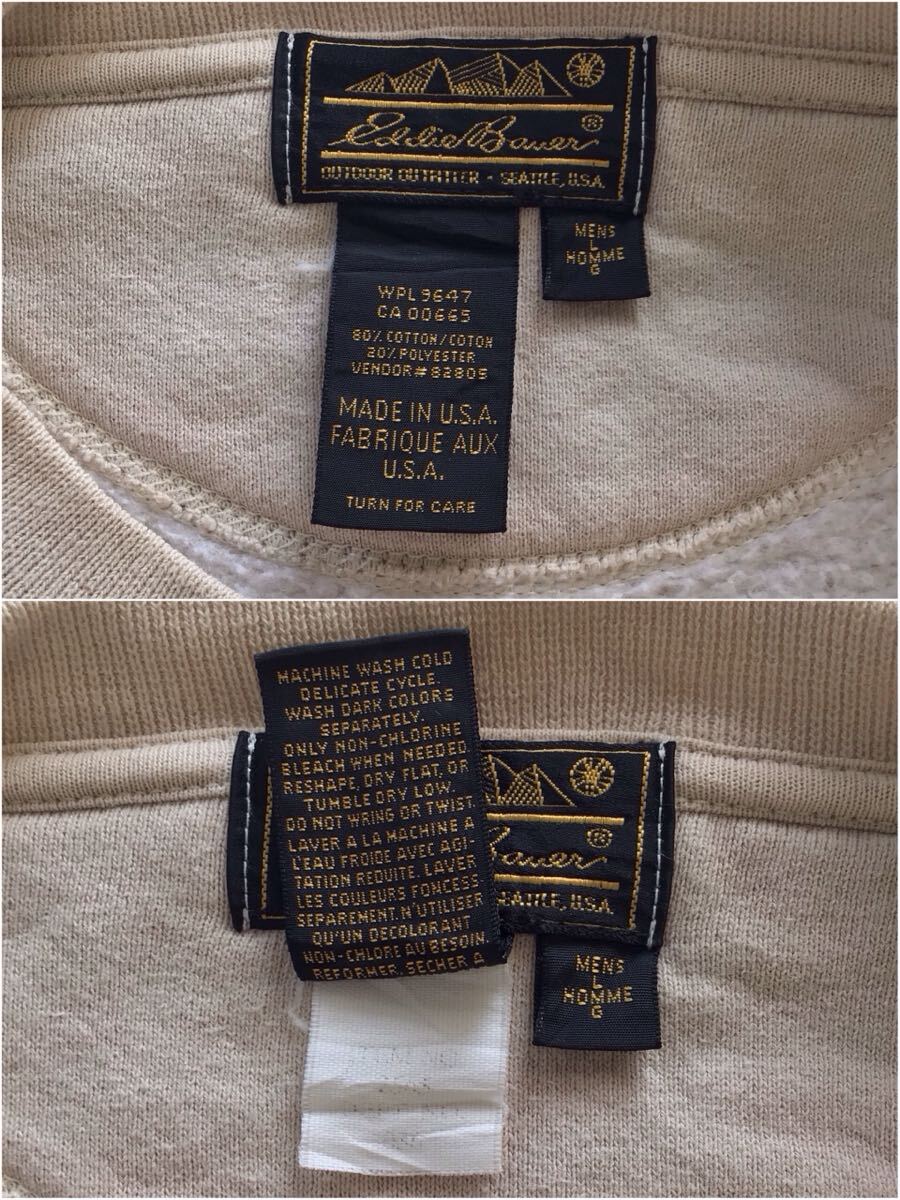 Eddie Bauer®
OUTDOOR OUTFITTER - SEATTLE, U.S.A.
MENS
L
HOMME
G
WPL 9647
CA 00665
80% COTTON/COTON
20% POLYESTER
VENDOR# 82805
MADE IN U.S.A.
FABRIQUE AUX
U.S.A.
TURN FOR CARE
MACHINE WASH COLD
DELICATE CYCLE.
WASH DARK COLORS
SEPARATELY.
ONLY NON-CHLORINE
BLEACH WHEN NEEDED
RESHAPE, DRY FLAT, OR
TUMBLE DRY LOW.
DO NOT WRING OR TWIST.
LAVER A LA MACHINE A
L'EAU FROIDE AVEC AGI-
TATION REDUITE. LAVER
LES COULEURS FONCESS
SEPAREMENT. N'UTILISER
QU'UN DECOLORANT
NON-CHLORE AU BESOIN
REFORMER, SECHER A
Bauer®
SEATTLE, U.S.A.
MENS
L
HOMME
G